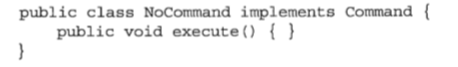 public class NoCommand implements Command {
    public void execute() { }
}